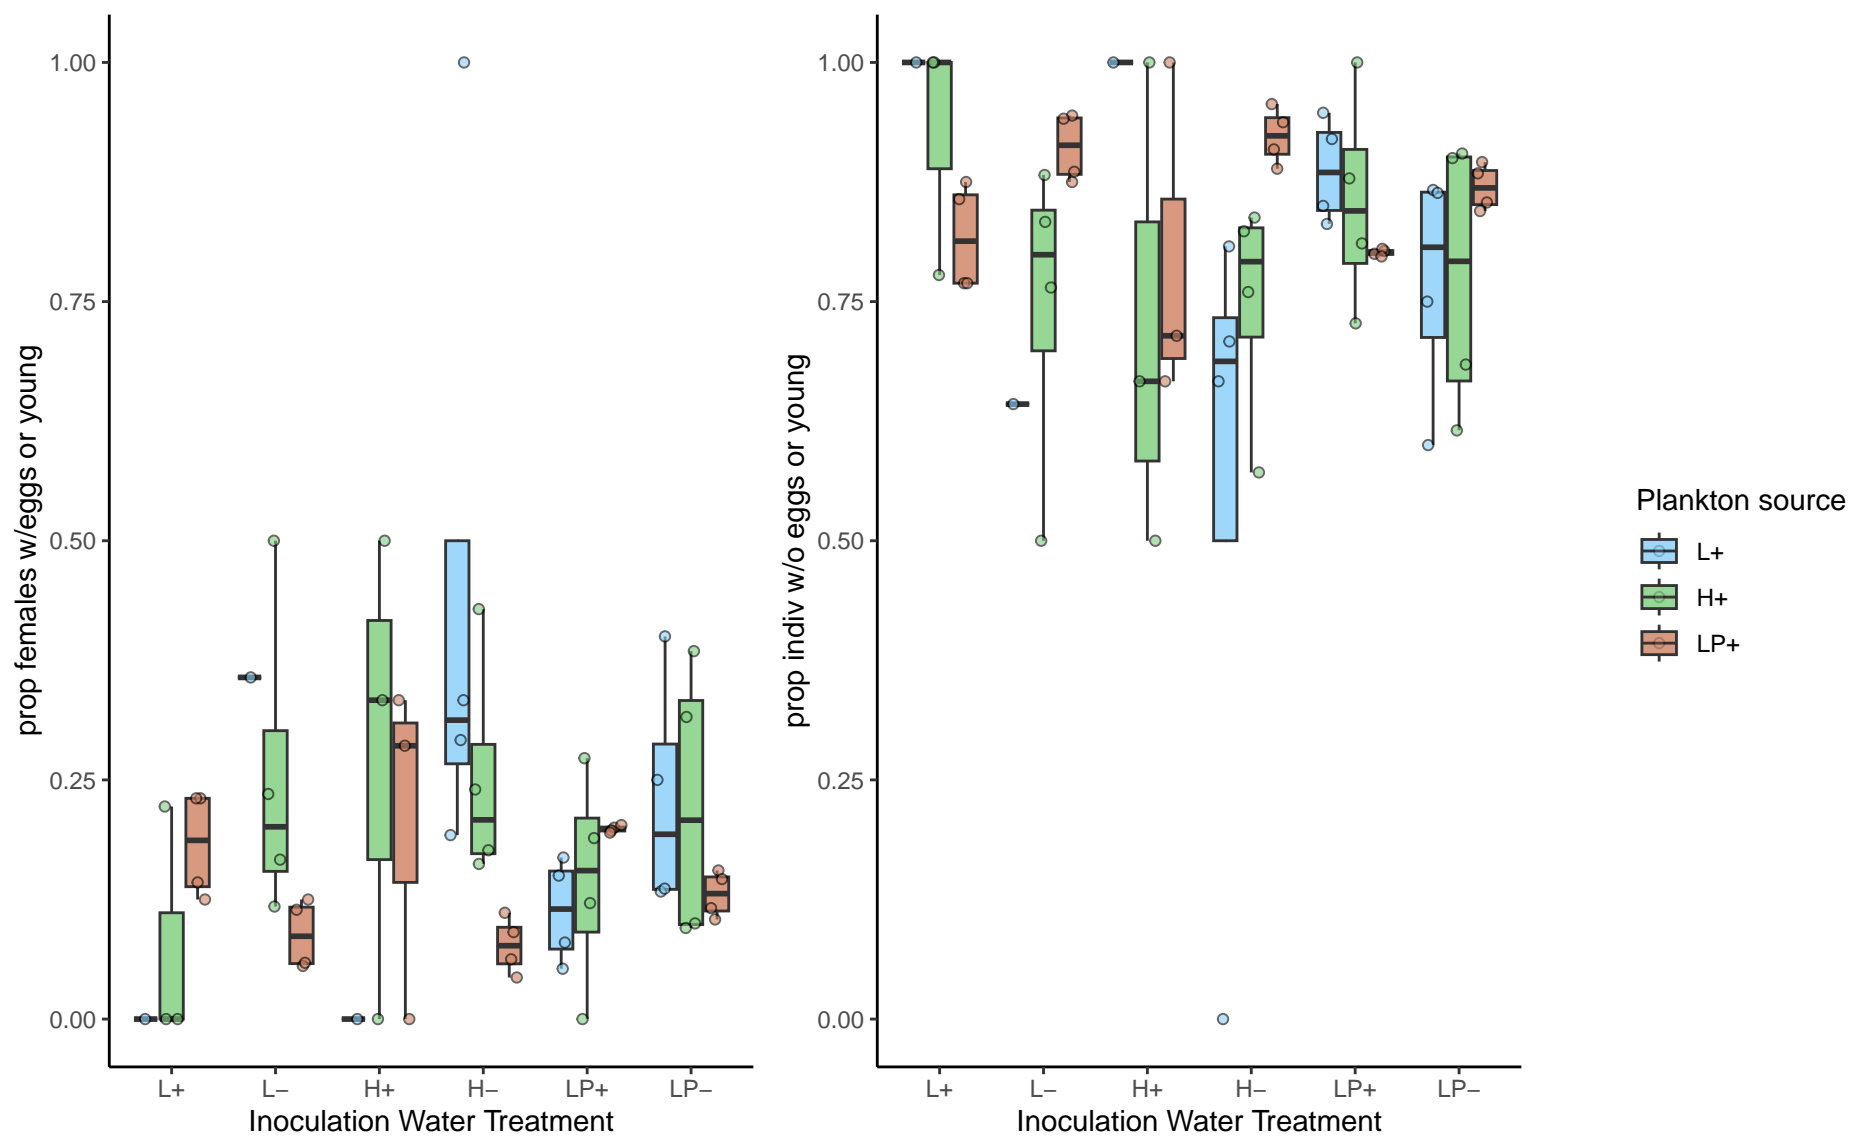 prop females w/eggs or young
1.00
0.75
0.50
0.25
0.00
L+ L− H+ H− LP+ LP−
Inoculation Water Treatment
prop indiv w/o eggs or young
1.00
0.75
0.50
0.25
0.00
L+ L− H+ H− LP+ LP−
Inoculation Water Treatment
Plankton source
L+
H+
LP+